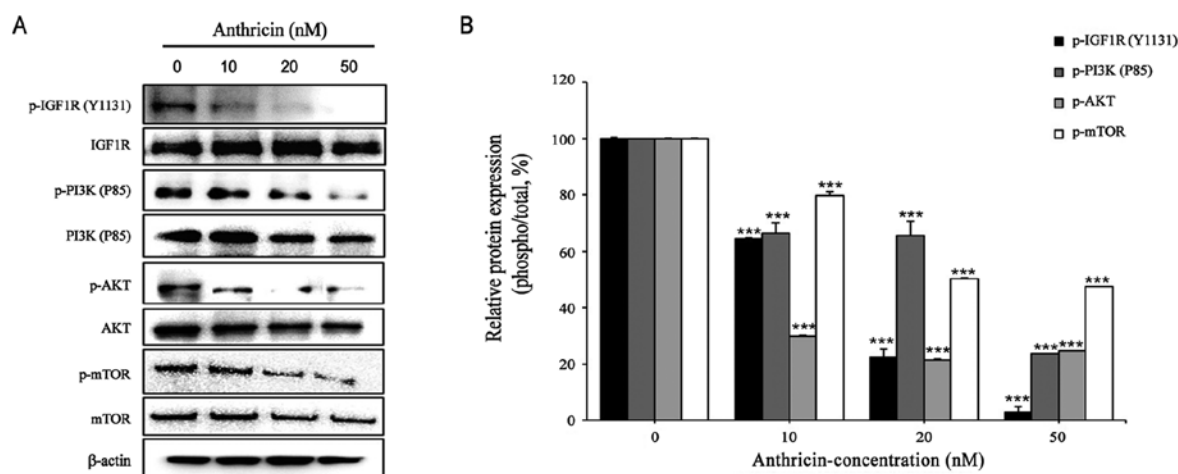 A
Anthricin (nM)
0 10 20 50
p-IGF1R (Y1131)
IGF1R
p-PI3K (P85)
PI3K (P85)
p-AKT
AKT
p-mTOR
mTOR
β-actin
B
p-IGF1R (Y1131)
p-PI3K (P85)
p-AKT
p-mTOR
Relative protein expression
(phospho/total, %)
120
100
80
60
40
20
0
*** *** *** ***
*** *** *** ***
*** *** *** ***
0 10 20 50
Anthricin-concentration (nM)